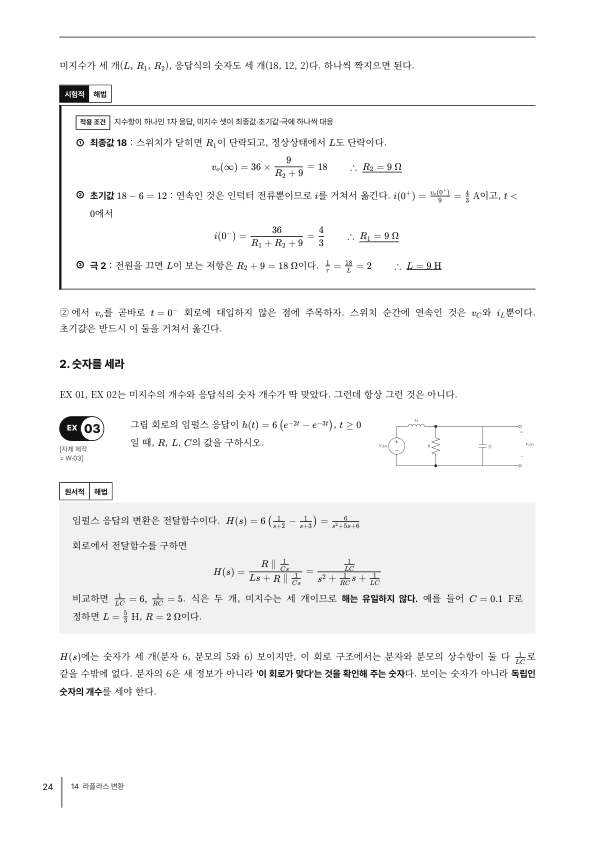 미지수가 세 개(L, R₁, R₂), 응답식의 숫자도 세 개(18, 12, 2)다. 하나씩 짝지으면 된다.
시험적 해법
적용 조건 지수항이 하나인 1차 응답, 미지수 셋이 최종값·초기값·극에 하나씩 대응
❶ 최종값 18 : 스위치가 닫히면 R₁이 단락되고, 정상상태에서 L도 단락이다.
v₀(∞) = 36 × 9/(R₂ + 9) = 18 ∴ R₂ = 9 Ω
❷ 초기값 18 − 6 = 12 : 연속인 것은 인덕터 전류뿐이므로 i를 거쳐서 옮긴다. i(0⁺) = v₀(0⁺)/9 = 4/3 A이고, t <
0에서
i(0⁻) = 36/(R₁ + R₂ + 9) = 4/3 ∴ R₁ = 9 Ω
❸ 극 2 : 전원을 끄면 L이 보는 저항은 R₂ + 9 = 18 Ω이다. 1/τ = 18/L = 2 ∴ L = 9 H
②에서 v₀를 곧바로 t = 0⁻ 회로에 대입하지 않은 점에 주목하자. 스위치 순간에 연속인 것은 v_C와 i_L뿐이다.
초기값은 반드시 이 둘을 거쳐서 옮긴다.
2. 숫자를 세라
EX 01, EX 02는 미지수의 개수와 응답식의 숫자 개수가 딱 맞았다. 그런데 항상 그런 것은 아니다.
EX 03
[자체 제작
= W-03]
그림 회로의 임펄스 응답이 h(t) = 6 (e⁻²ᵗ − e⁻³ᵗ), t ≥ 0
일 때, R, L, C의 값을 구하시오.
원서적 해법
임펄스 응답의 변환은 전달함수이다. H(s) = 6 (1/(s+2) − 1/(s+3)) = 6/(s²+5s+6)
회로에서 전달함수를 구하면
H(s) = (R ∥ 1/Cs)/(Ls + R ∥ 1/Cs) = (1/LC)/(s² + (1/RC)s + 1/LC)
비교하면 1/LC = 6, 1/RC = 5. 식은 두 개, 미지수는 세 개이므로 해는 유일하지 않다. 예를 들어 C = 0.1 F로
정하면 L = 5/3 H, R = 2 Ω이다.
H(s)에는 숫자가 세 개(분자 6, 분모의 5와 6) 보이지만, 이 회로 구조에서는 분자와 분모의 상수항이 둘 다 1/LC로
같을 수밖에 없다. 분자의 6은 새 정보가 아니라 '이 회로가 맞다'는 것을 확인해 주는 숫자다. 보이는 숫자가 아니라 독립인
숫자의 개수를 세야 한다.
24 14 라플라스 변환